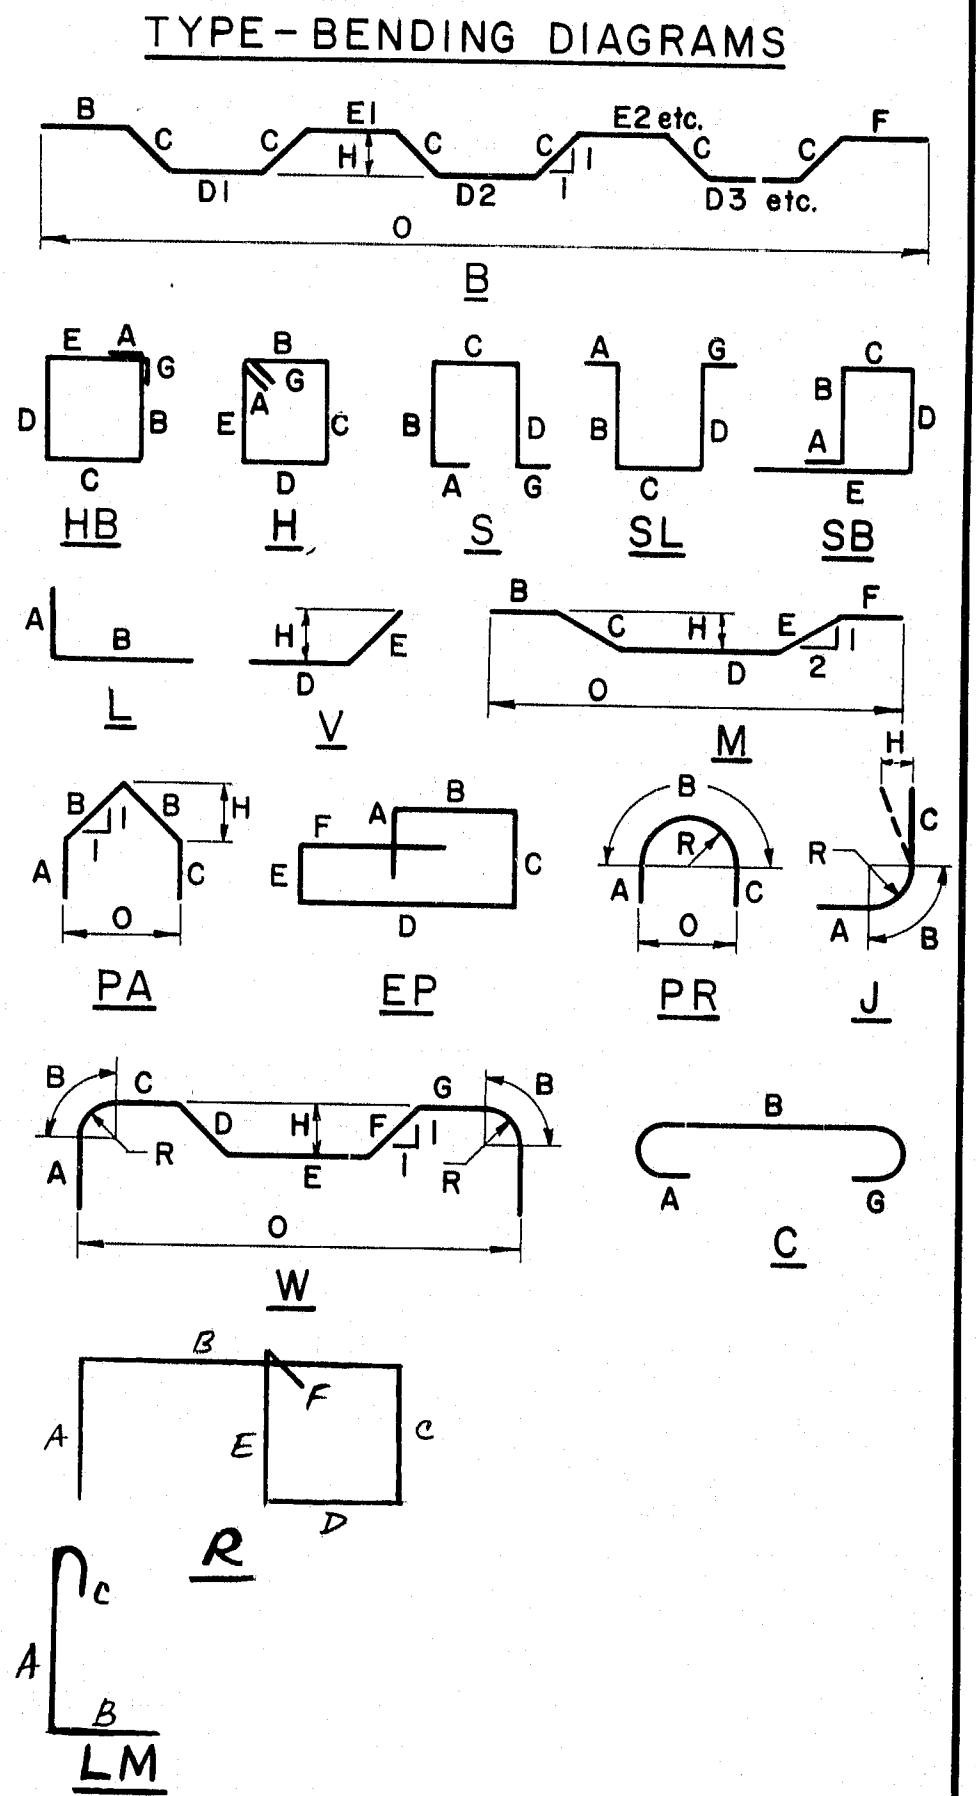 TYPE-BENDING DIAGRAMS
B C C E1 C C E2 etc. C C F
H 1
D1 D2 1 D3 etc.
O
B
E A B C A G C
G G B
D B E A C B D B D D
A
C D A G C E
HB H S SL SB
A B H E B C H E 1 F
D D 2
O
L V M
H
B B H A B B C
1 F R R
1
A C E C A C
O D O A B
PA EP PR J
B C G B B
D H F 1
R 1
A E R A G
O
C
W
B
F
A E C
D
R
C
A
B
LM